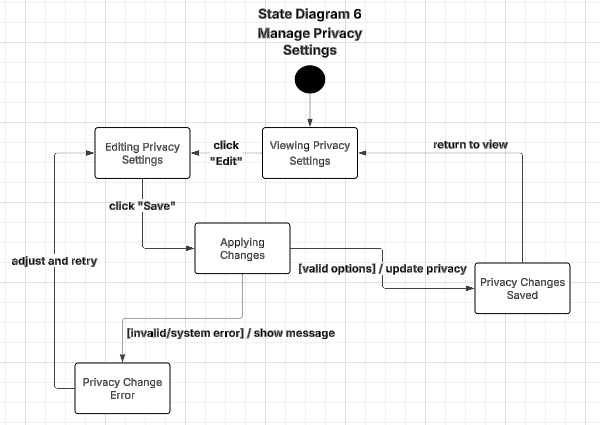 State Diagram 6
Manage Privacy
Settings
Editing Privacy
Settings
click
"Edit"
Viewing Privacy
Settings
return to view
click "Save"
Applying
Changes
adjust and retry
[valid options] / update privacy
Privacy Changes
Saved
[invalid/system error] / show message
Privacy Change
Error